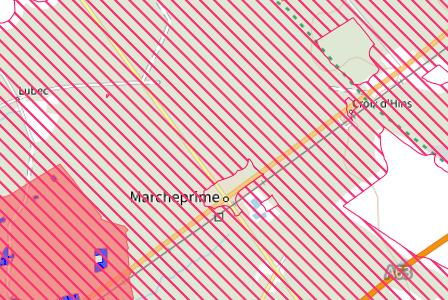 Lubec
Croix d'Hins
Marcheprime
A63